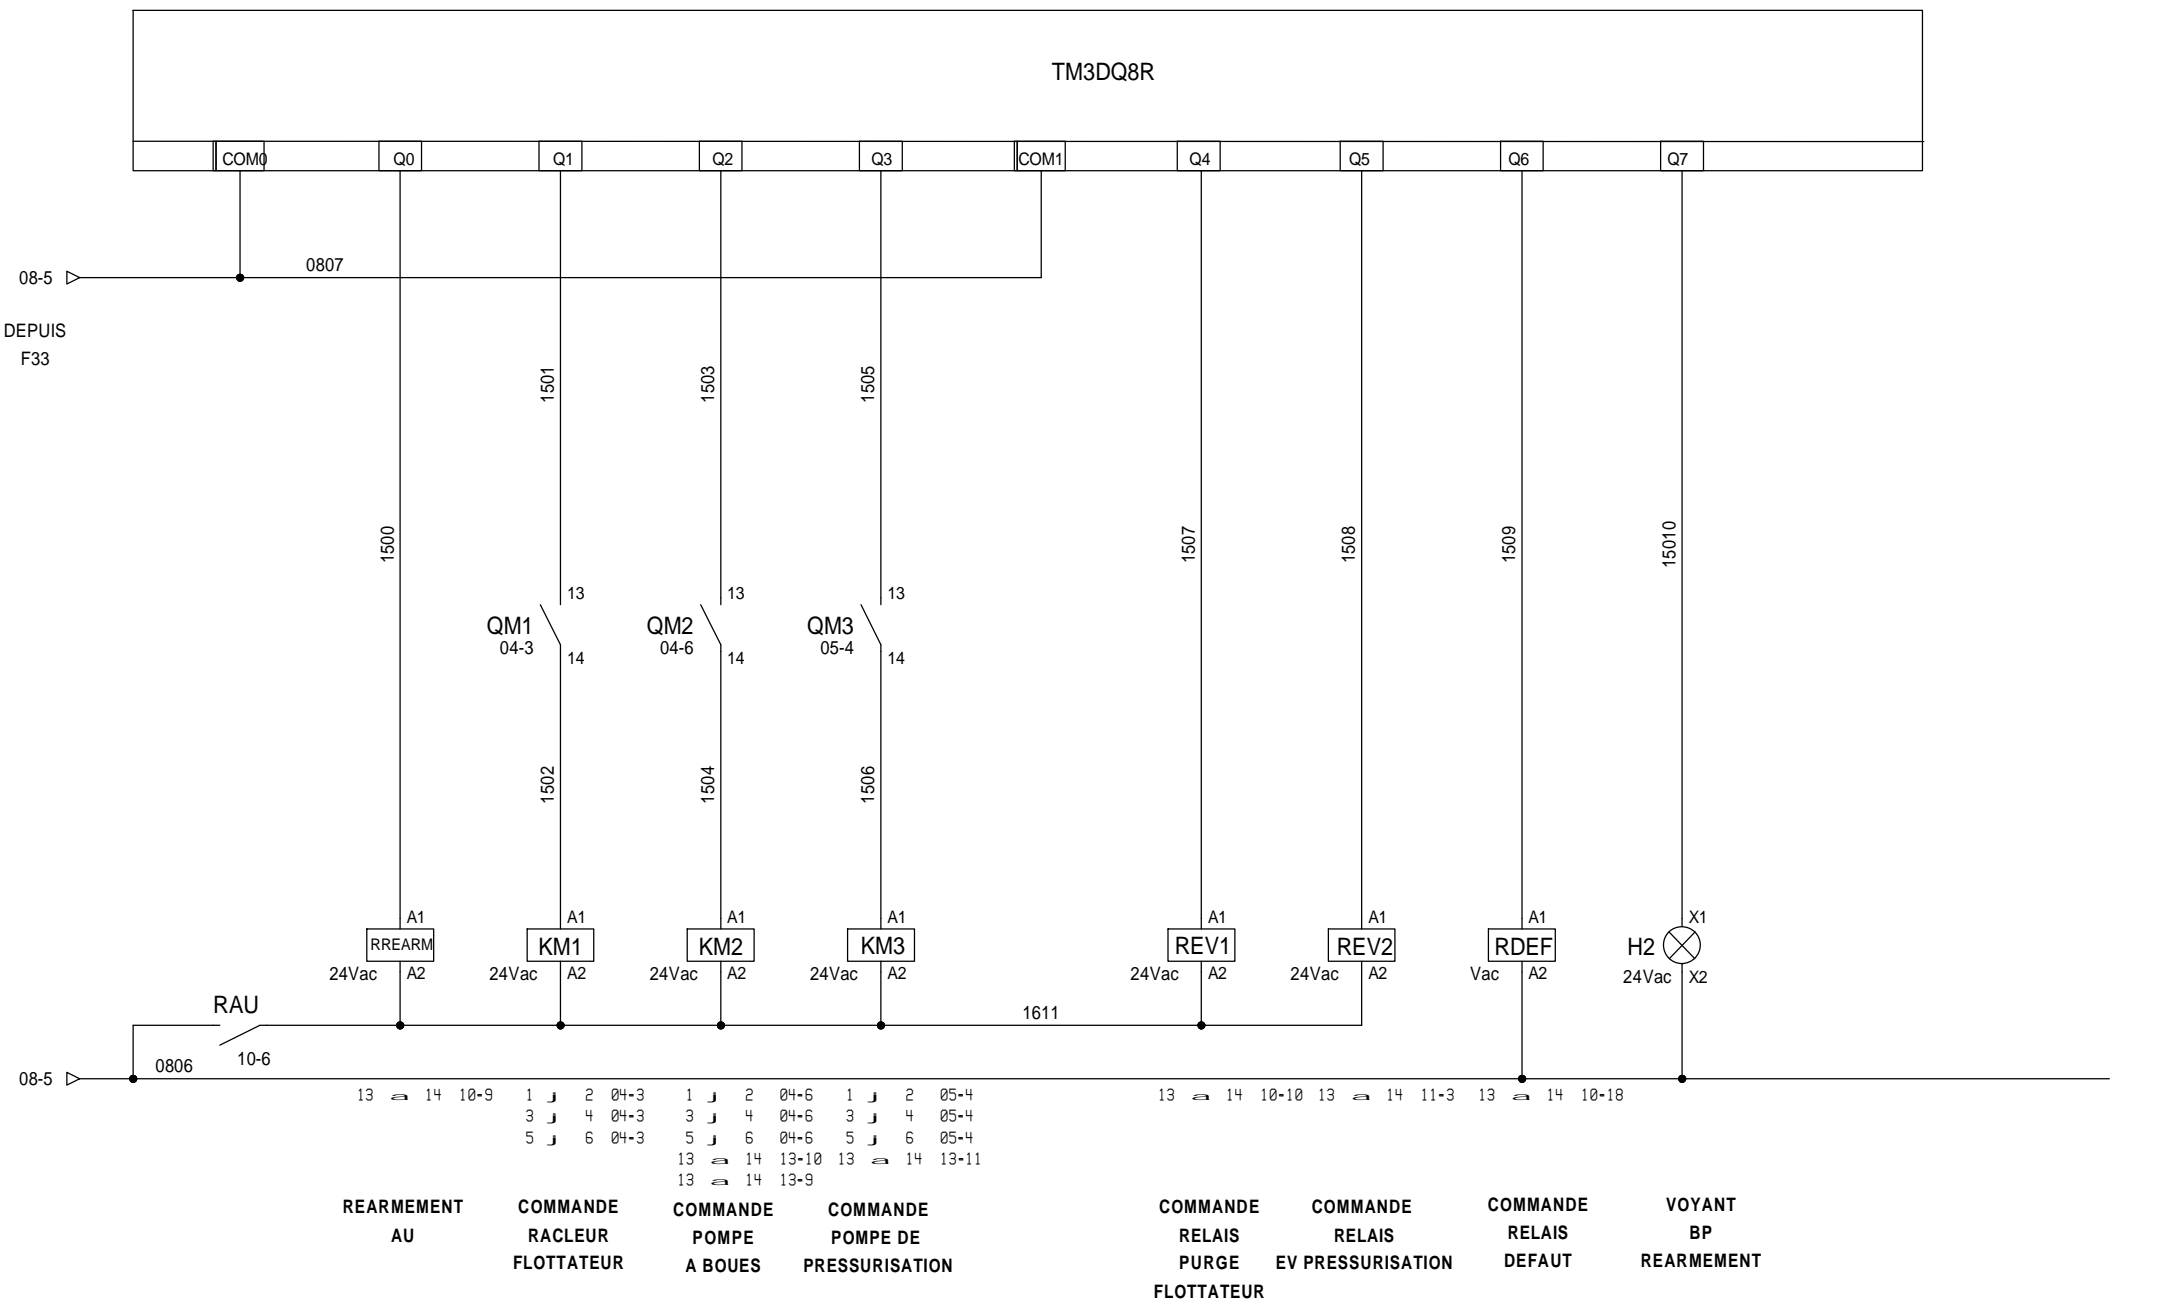 TM3DQ8R
COM0 Q0 Q1 Q2 Q3 COM1 Q4 Q5 Q6 Q7
0807
08-5
DEPUIS
F33
1501 1503 1505
1500 1507 1508 1509 15010
13 13 13
QM1 QM2 QM3
04-3 04-6 05-4
14 14 14
1502 1504 1506
A1 A1 A1 A1 A1 A1 A1 X1
RREARM KM1 KM2 KM3 REV1 REV2 RDEF H2
24Vac A2 24Vac A2 24Vac A2 24Vac A2 24Vac A2 24Vac A2 Vac A2 24Vac X2
RAU
1611
10-6
0806
08-5
13 a 14 10-9 1 j 2 04-3 1 j 2 04-6 1 j 2 05-4 13 a 14 10-10 13 a 14 11-3 13 a 14 10-18
3 j 4 04-3 3 j 4 04-6 3 j 4 05-4
5 j 6 04-3 5 j 6 04-6 5 j 6 05-4
13 a 14 13-10 13 a 14 13-11
13 a 14 13-9
REARMEMENT
AU
COMMANDE
RACLEUR
FLOTTATEUR
COMMANDE
POMPE
A BOUES
COMMANDE
POMPE DE
PRESSURISATION
COMMANDE
RELAIS
PURGE
FLOTTATEUR
COMMANDE
RELAIS
EV PRESSURISATION
COMMANDE
RELAIS
DEFAUT
VOYANT
BP
REARMEMENT